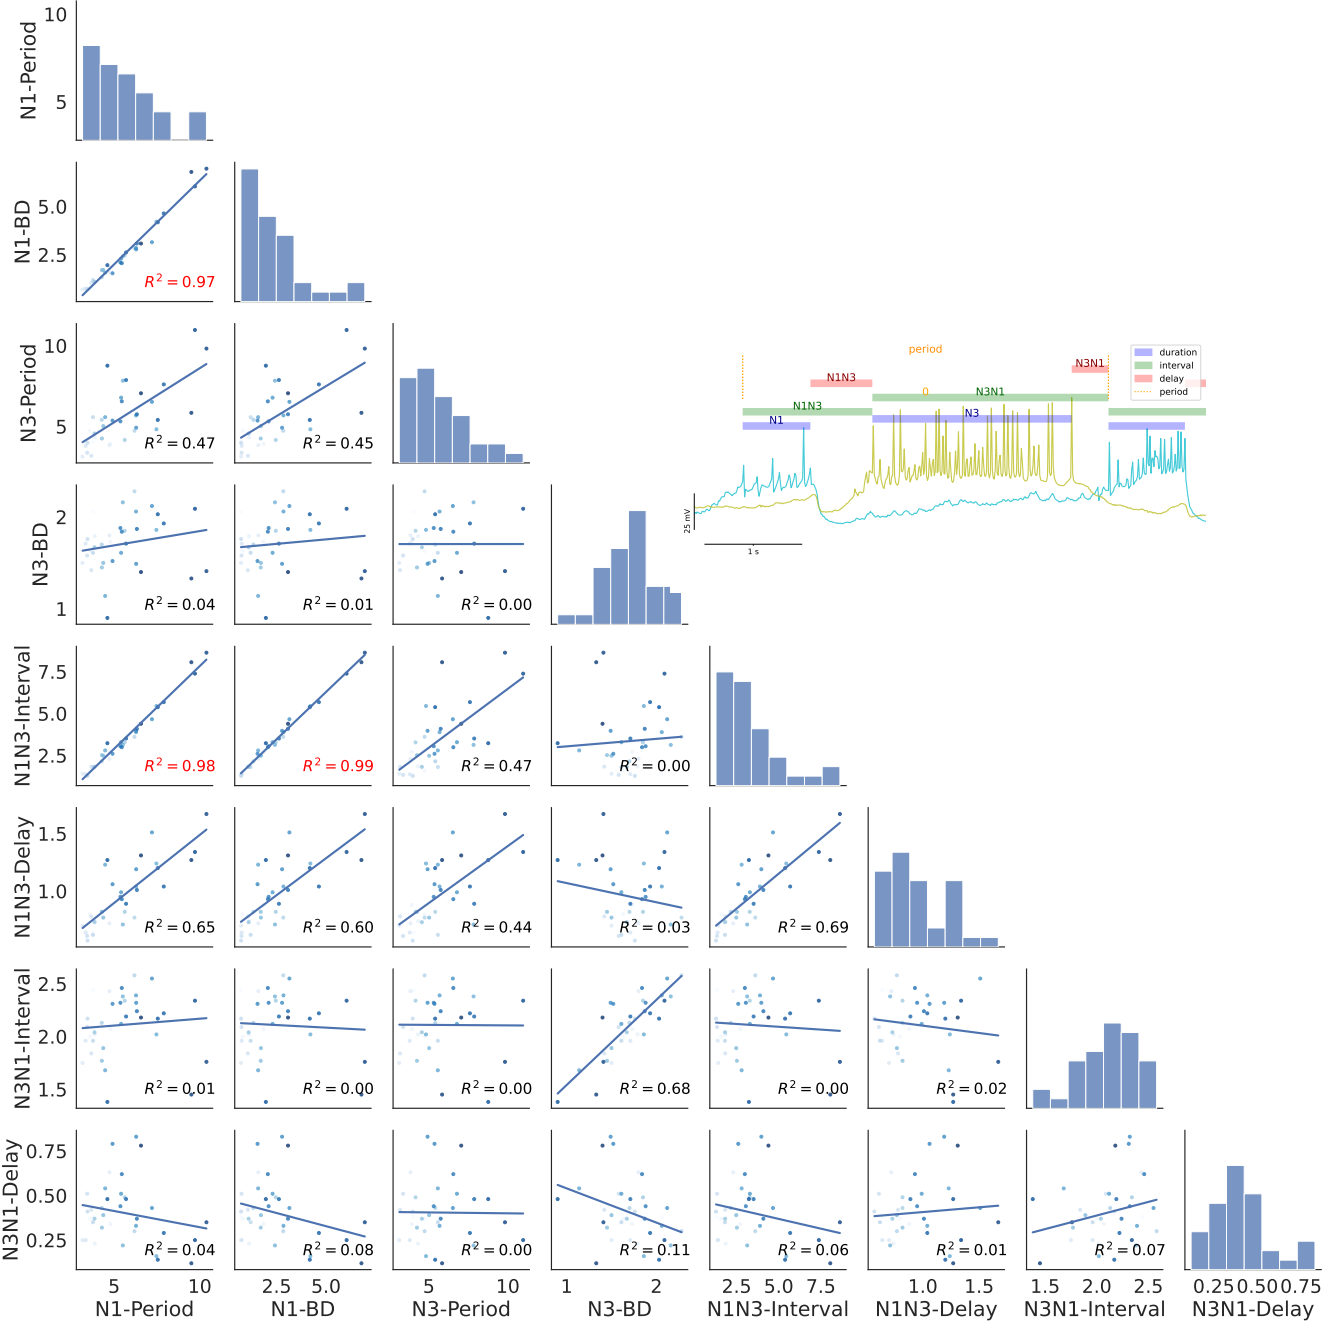 10
5
N1-Period
5.0
2.5
N1-BD
R² = 0.97
10
5
N3-Period
R² = 0.47
R² = 0.45
period
N3N1
duration
interval
delay
period
N1N3
0
N3N1
N1N3
N1
N3
25 mV
1 s
2
1
N3-BD
R² = 0.04
R² = 0.01
R² = 0.00
7.5
5.0
2.5
N1N3-Interval
R² = 0.98
R² = 0.99
R² = 0.47
R² = 0.00
1.5
1.0
N1N3-Delay
R² = 0.65
R² = 0.60
R² = 0.44
R² = 0.03
R² = 0.69
2.5
2.0
1.5
N3N1-Interval
R² = 0.01
R² = 0.00
R² = 0.00
R² = 0.68
R² = 0.00
R² = 0.02
0.75
0.50
0.25
N3N1-Delay
R² = 0.04
R² = 0.08
R² = 0.00
R² = 0.11
R² = 0.06
R² = 0.01
R² = 0.07
5 10 2.5 5.0 5 10 1 2 2.5 5.0 7.5 1.0 1.5 1.5 2.0 2.5 0.25 0.50 0.75
N1-Period N1-BD N3-Period N3-BD N1N3-Interval N1N3-Delay N3N1-Interval N3N1-Delay